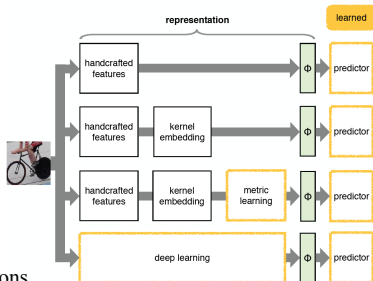 representation
learned
handcrafted
features
Φ
predictor
handcrafted
features
kernel
embedding
Φ
predictor
handcrafted
features
kernel
embedding
metric
learning
Φ
predictor
deep learning
Φ
predictor
ons